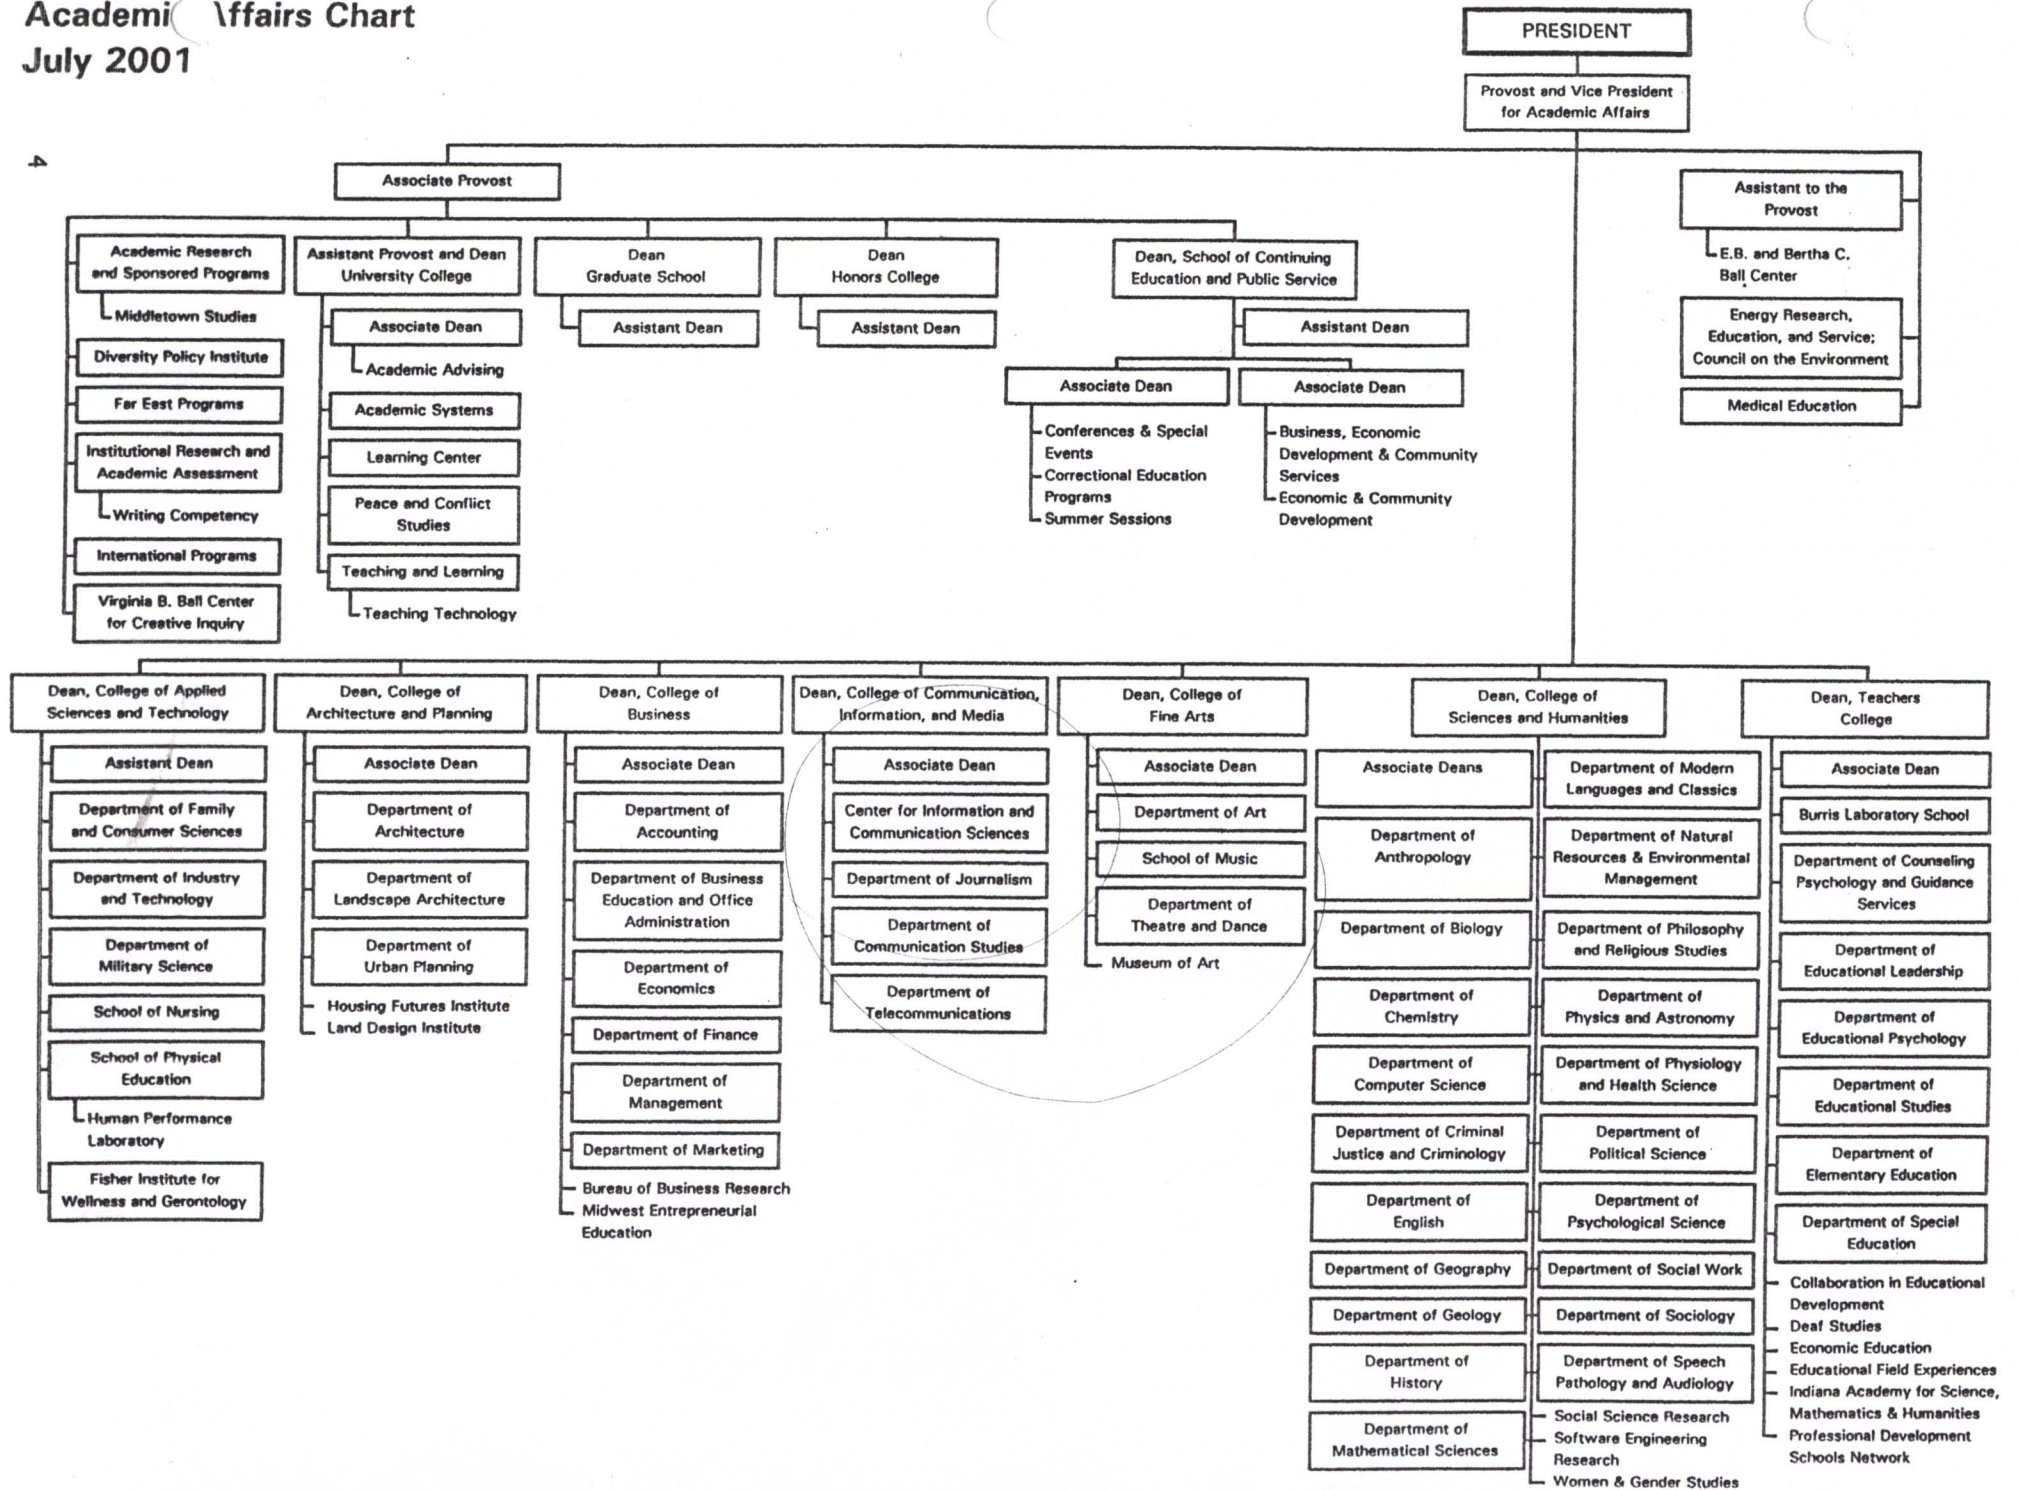 Academi ffairs Chart
July 2001
4
PRESIDENT
Provost and Vice President
for Academic Affairs
Associate Provost
Assistant to the
Provost
E.B. and Bertha C.
Ball Center
Energy Research,
Education, and Service;
Council on the Environment
Medical Education
Academic Research
and Sponsored Programs
Middletown Studies
Diversity Policy Institute
Far East Programs
Institutional Research and
Academic Assessment
Writing Competency
International Programs
Virginia B. Ball Center
for Creative Inquiry
Assistant Provost and Dean
University College
Associate Dean
Academic Advising
Academic Systems
Learning Center
Peace and Conflict
Studies
Teaching and Learning
Teaching Technology
Dean
Graduate School
Assistant Dean
Dean
Honors College
Assistant Dean
Dean, School of Continuing
Education and Public Service
Assistant Dean
Associate Dean
Conferences & Special
Events
Correctional Education
Programs
Summer Sessions
Associate Dean
Business, Economic
Development & Community
Services
Economic & Community
Development
Dean, College of Applied
Sciences and Technology
Assistant Dean
Department of Family
and Consumer Sciences
Department of Industry
and Technology
Department of
Military Science
School of Nursing
School of Physical
Education
Human Performance
Laboratory
Fisher Institute for
Wellness and Gerontology
Dean, College of
Architecture and Planning
Associate Dean
Department of
Architecture
Department of
Landscape Architecture
Department of
Urban Planning
Housing Futures Institute
Land Design Institute
Dean, College of
Business
Associate Dean
Department of
Accounting
Department of Business
Education and Office
Administration
Department of
Economics
Department of Finance
Department of
Management
Department of Marketing
Bureau of Business Research
Midwest Entrepreneurial
Education
Dean, College of Communication,
Information, and Media
Associate Dean
Center for Information and
Communication Sciences
Department of Journalism
Department of
Communication Studies
Department of
Telecommunications
Dean, College of
Fine Arts
Associate Dean
Department of Art
School of Music
Department of
Theatre and Dance
Museum of Art
Dean, College of
Sciences and Humanities
Associate Deans
Department of
Anthropology
Department of Biology
Department of
Chemistry
Department of
Computer Science
Department of Criminal
Justice and Criminology
Department of
English
Department of Geography
Department of Geology
Department of
History
Department of
Mathematical Sciences
Department of Modern
Languages and Classics
Department of Natural
Resources & Environmental
Management
Department of Philosophy
and Religious Studies
Department of
Physics and Astronomy
Department of Physiology
and Health Science
Department of
Political Science
Department of
Psychological Science
Department of Social Work
Department of Sociology
Department of Speech
Pathology and Audiology
Social Science Research
Software Engineering
Research
Women & Gender Studies
Dean, Teachers
College
Associate Dean
Burris Laboratory School
Department of Counseling
Psychology and Guidance
Services
Department of
Educational Leadership
Department of
Educational Psychology
Department of
Educational Studies
Department of
Elementary Education
Department of Special
Education
Collaboration in Educational
Development
Deaf Studies
Economic Education
Educational Field Experiences
Indiana Academy for Science,
Mathematics & Humanities
Professional Development
Schools Network